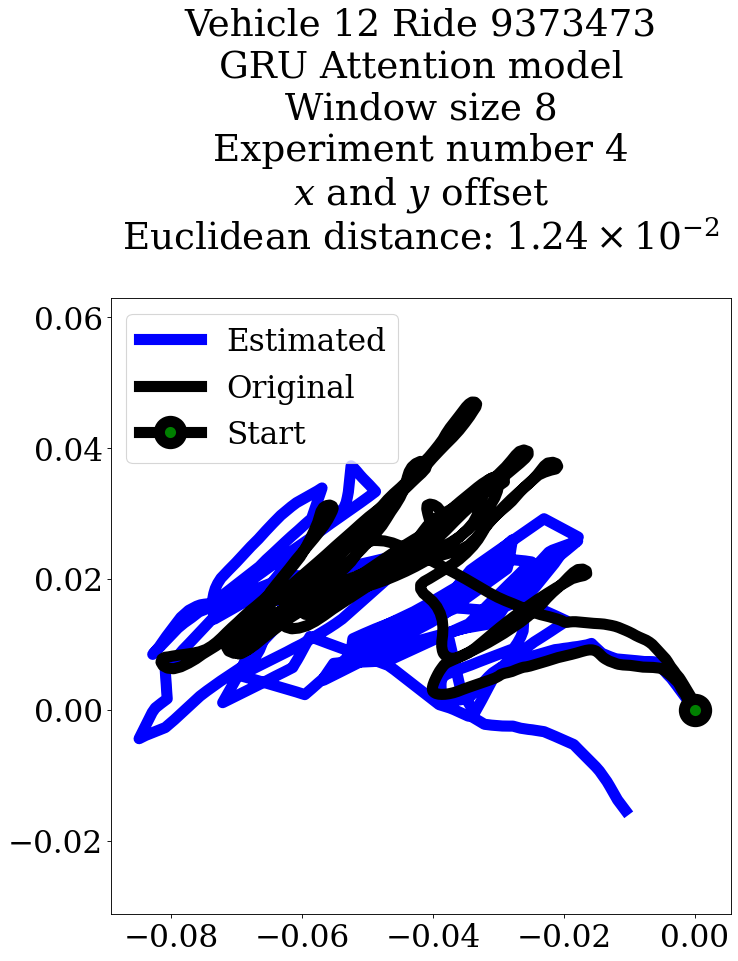 Vehicle 12 Ride 9373473
GRU Attention model
Window size 8
Experiment number 4
x and y offset
Euclidean distance: 1.24 × 10⁻²
0.06
0.04
0.02
0.00
−0.02
Estimated
Original
Start
−0.08
−0.06
−0.04
−0.02
0.00